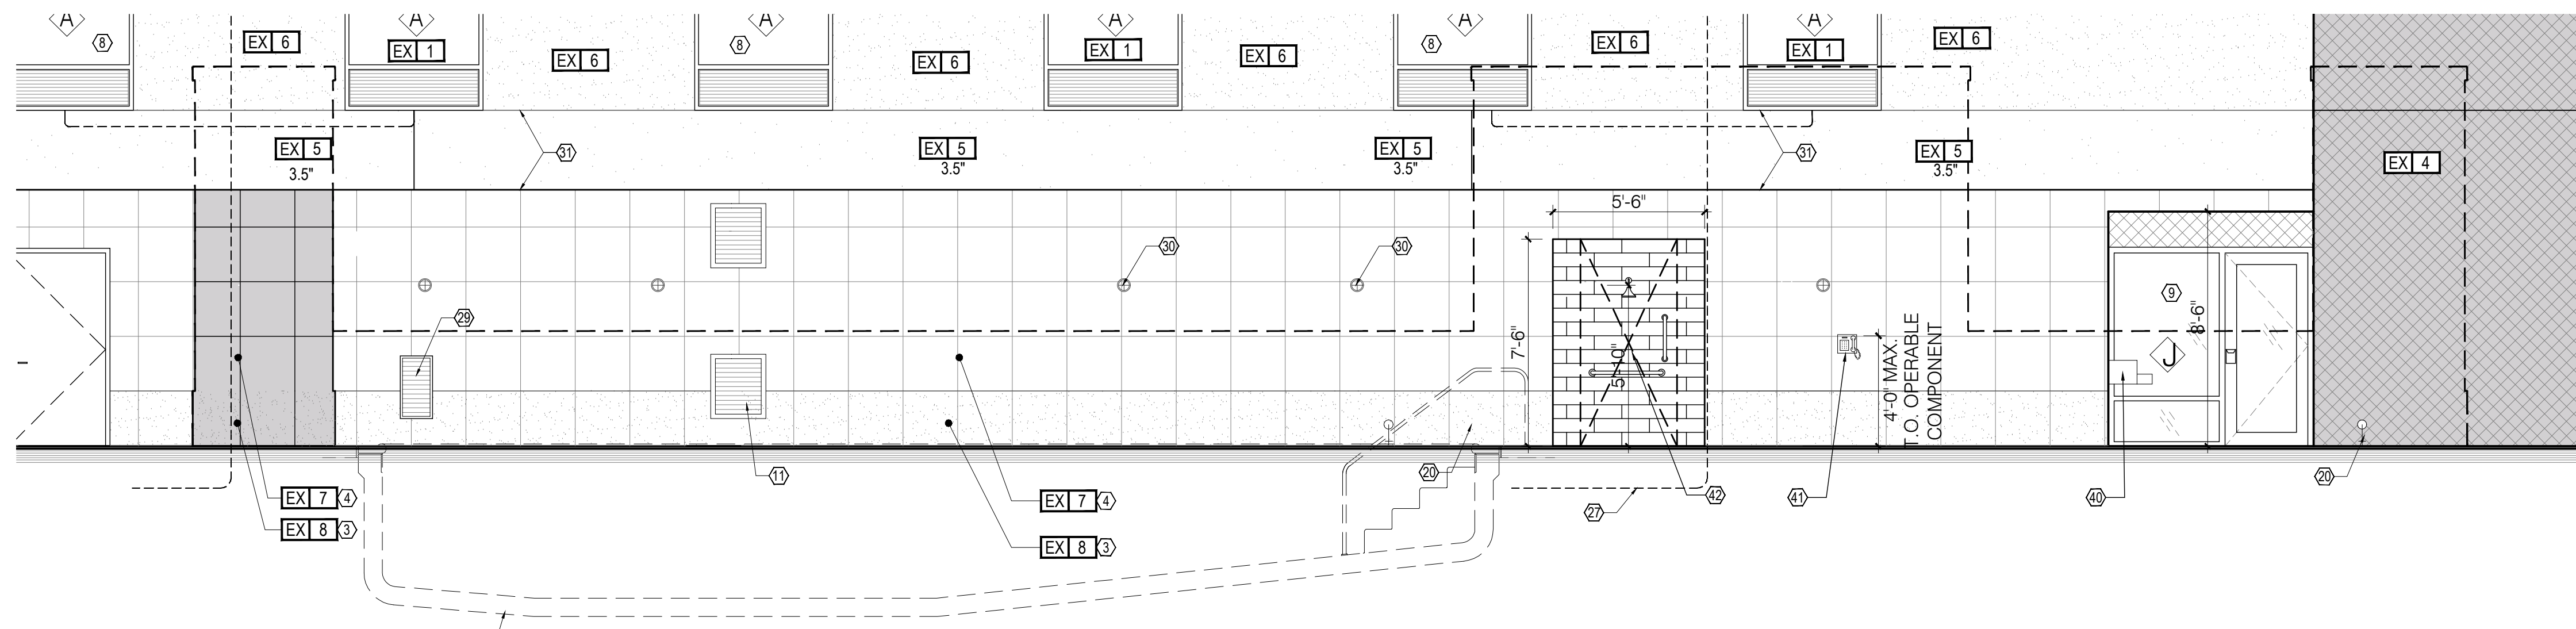 A A A A A A
8 EX 6 EX 1 EX 6 8 EX 6 EX 1 EX 6 8 EX 6 EX 1 EX 6
EX 5 31 EX 5 EX 5 31 EX 5 EX 4
3.5" 3.5" 3.5" 3.5"
5'-6"
30 30
29
9
8'-6"
7'-6"
5'-0"
J
4'-0" MAX.
T.O. OPERABLE
COMPONENT
11 20 20
EX 7 4 EX 7 4 42 41 40
27
EX 8 3 EX 8 3